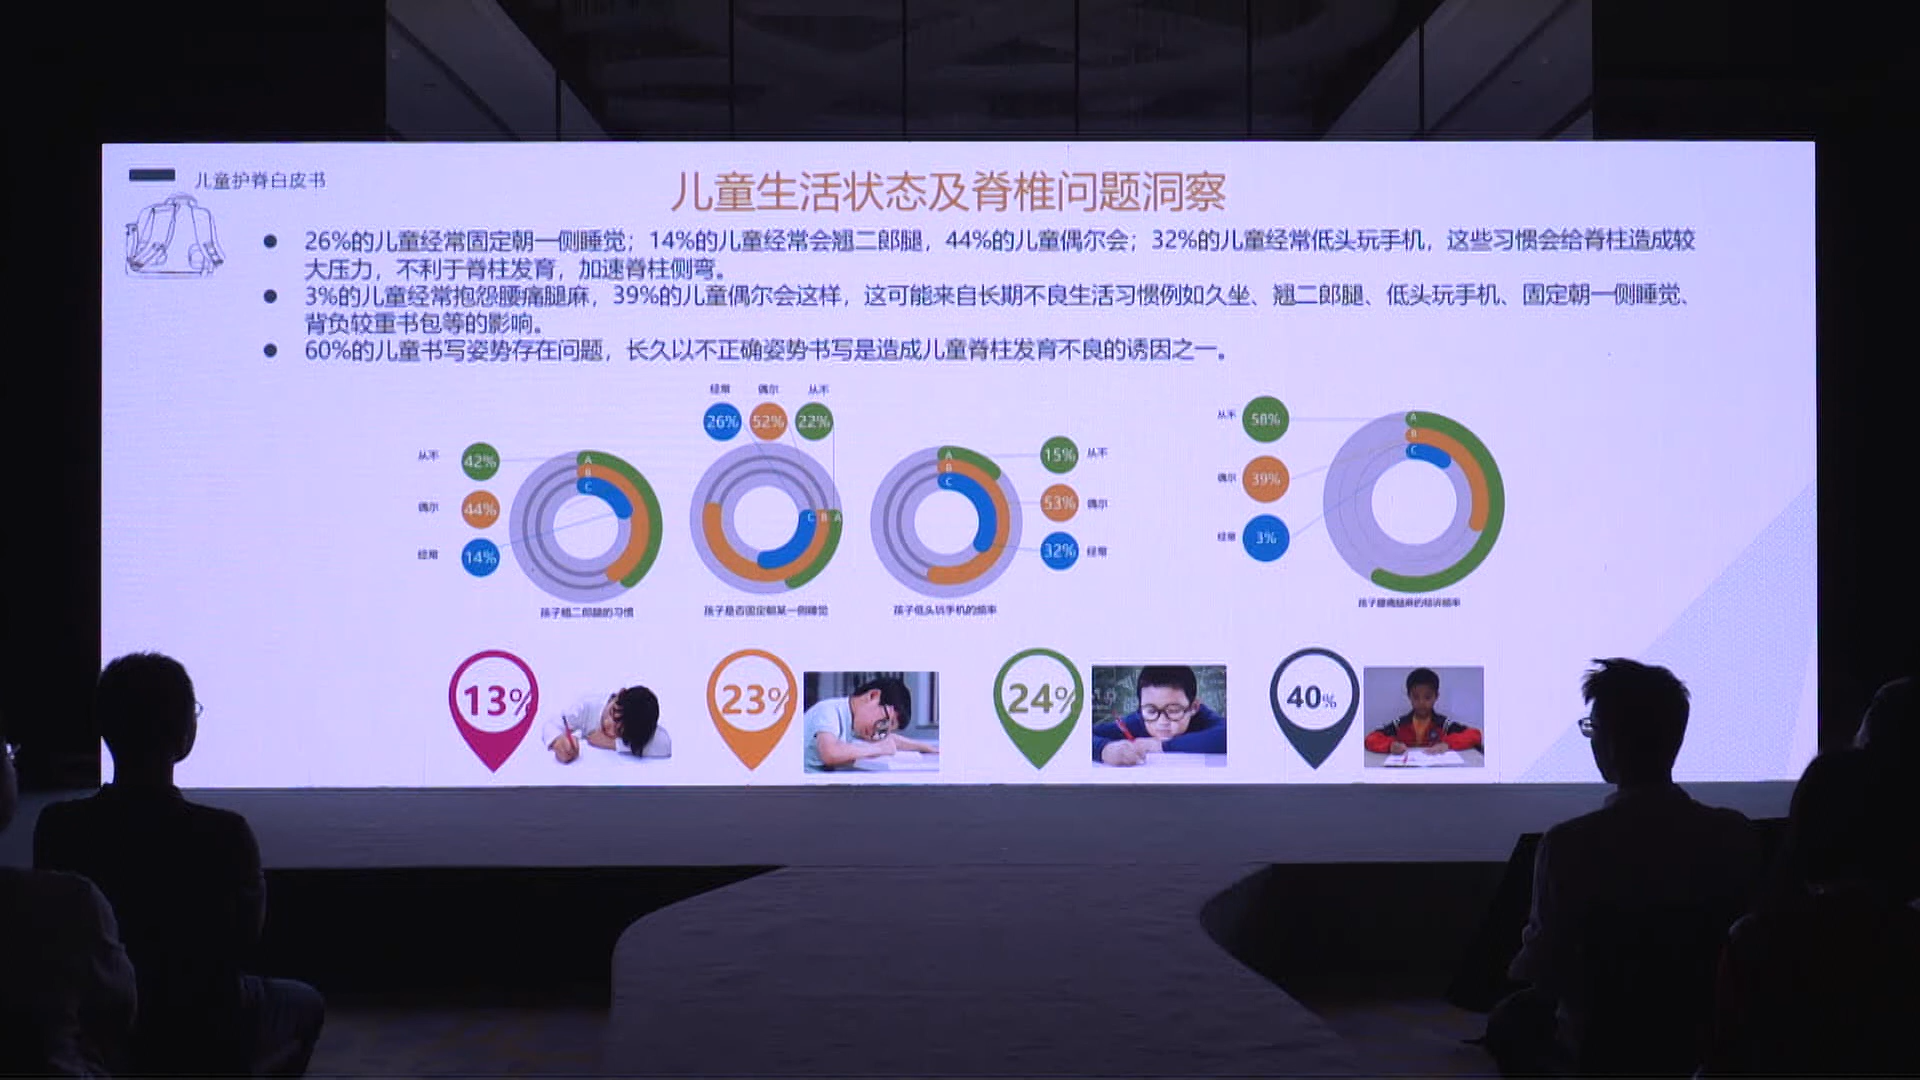 儿童护脊白皮书
儿童生活状态及脊椎问题洞察
● 26%的儿童经常固定朝一侧睡觉；14%的儿童经常会翘二郎腿，44%的儿童偶尔会；32%的儿童经常低头玩手机，这些习惯会给脊柱造成较
大压力，不利于脊柱发育，加速脊柱侧弯。
● 3%的儿童经常抱怨腰痛腿麻，39%的儿童偶尔会这样，这可能来自长期不良生活习惯例如久坐、翘二郎腿、低头玩手机、固定朝一侧睡觉、
背负较重书包等的影响。
● 60%的儿童书写姿势存在问题，长久以不正确姿势书写是造成儿童脊柱发育不良的诱因之一。
从不 42%
偶尔 44%
经常 14%
A
B
C
孩子翘二郎腿的习惯
经常 偶尔 从不
26% 52% 22%
C B A
孩子是否固定朝某一侧睡觉
A
B
C
15% 从不
53% 偶尔
32% 经常
孩子低头玩手机的频率
从不 58%
偶尔 39%
经常 3%
A
B
C
孩子腰痛腿麻的倾诉频率
13%
23%
24%
40%